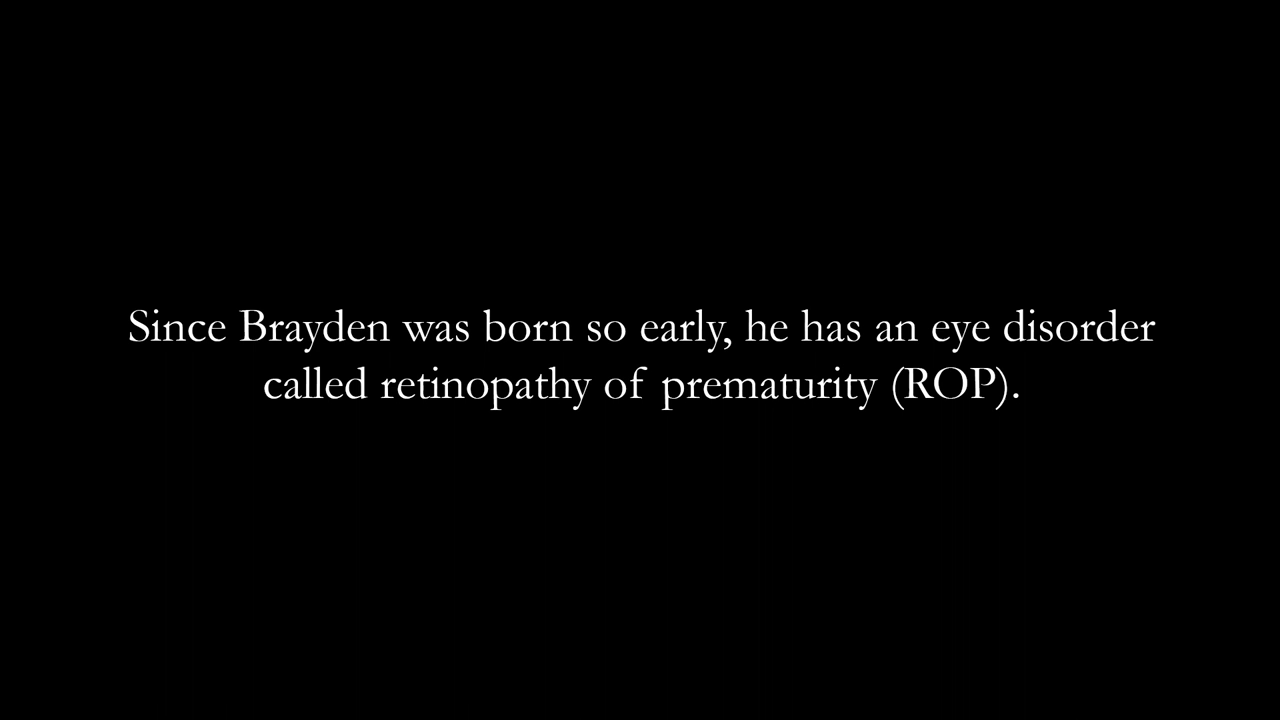 Since Brayden was born so early, he has an eye disorder
called retinopathy of prematurity (ROP).